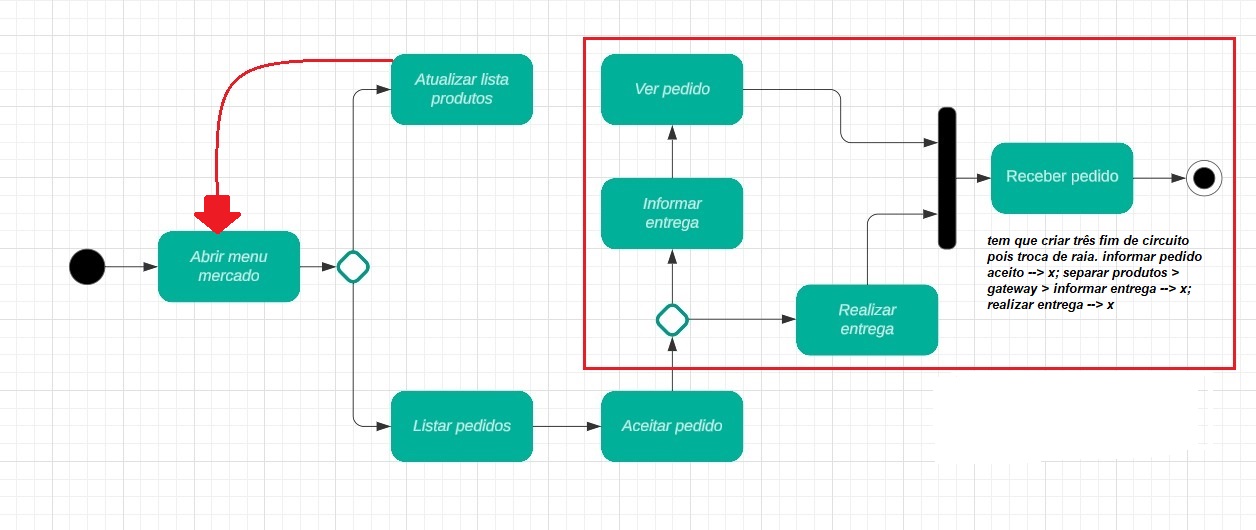 Atualizar lista
produtos
Ver pedido
Receber pedido
Informar
entrega
Abrir menu
mercado
tem que criar três fim de circuito
pois troca de raia. informar pedido
aceito --> x; separar produtos >
gateway > informar entrega --> x;
realizar entrega --> x
Realizar
entrega
Listar pedidos
Aceitar pedido